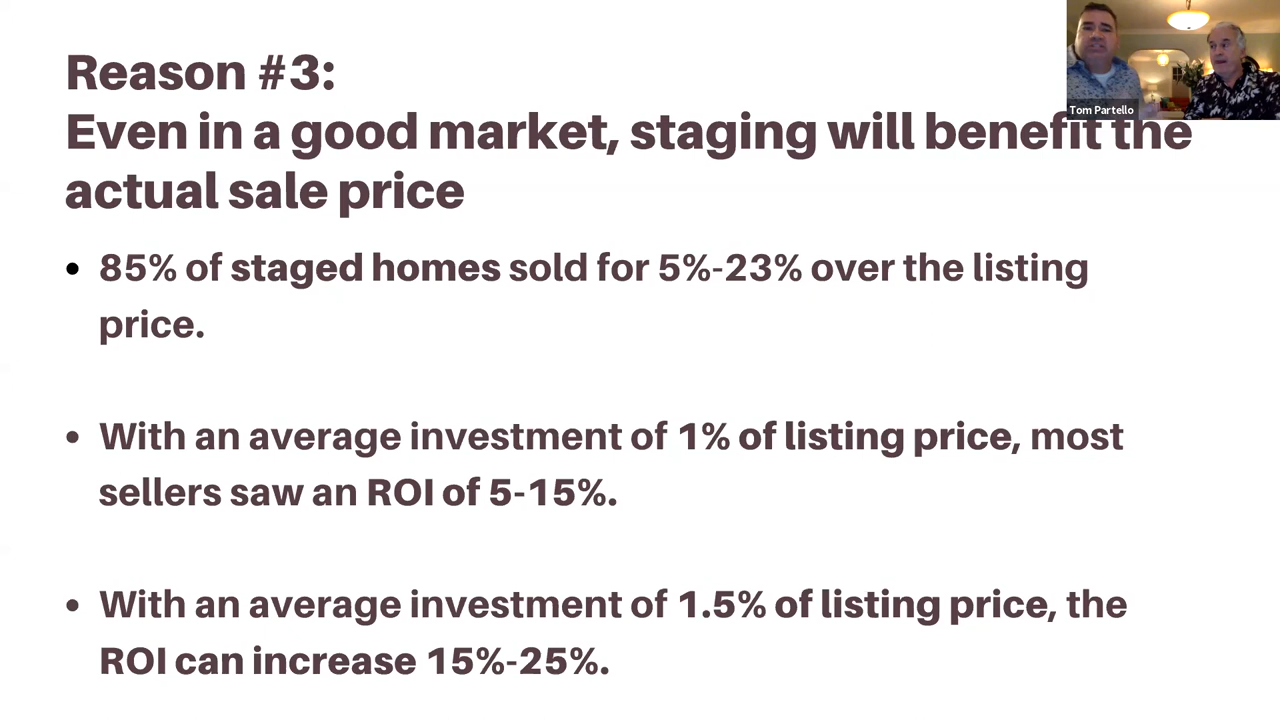 Reason #3:
Even in a good market, staging will benefit the
actual sale price
• 85% of staged homes sold for 5%-23% over the listing
price.
• With an average investment of 1% of listing price, most
sellers saw an ROI of 5-15%.
• With an average investment of 1.5% of listing price, the
ROI can increase 15%-25%.
Tom Partello